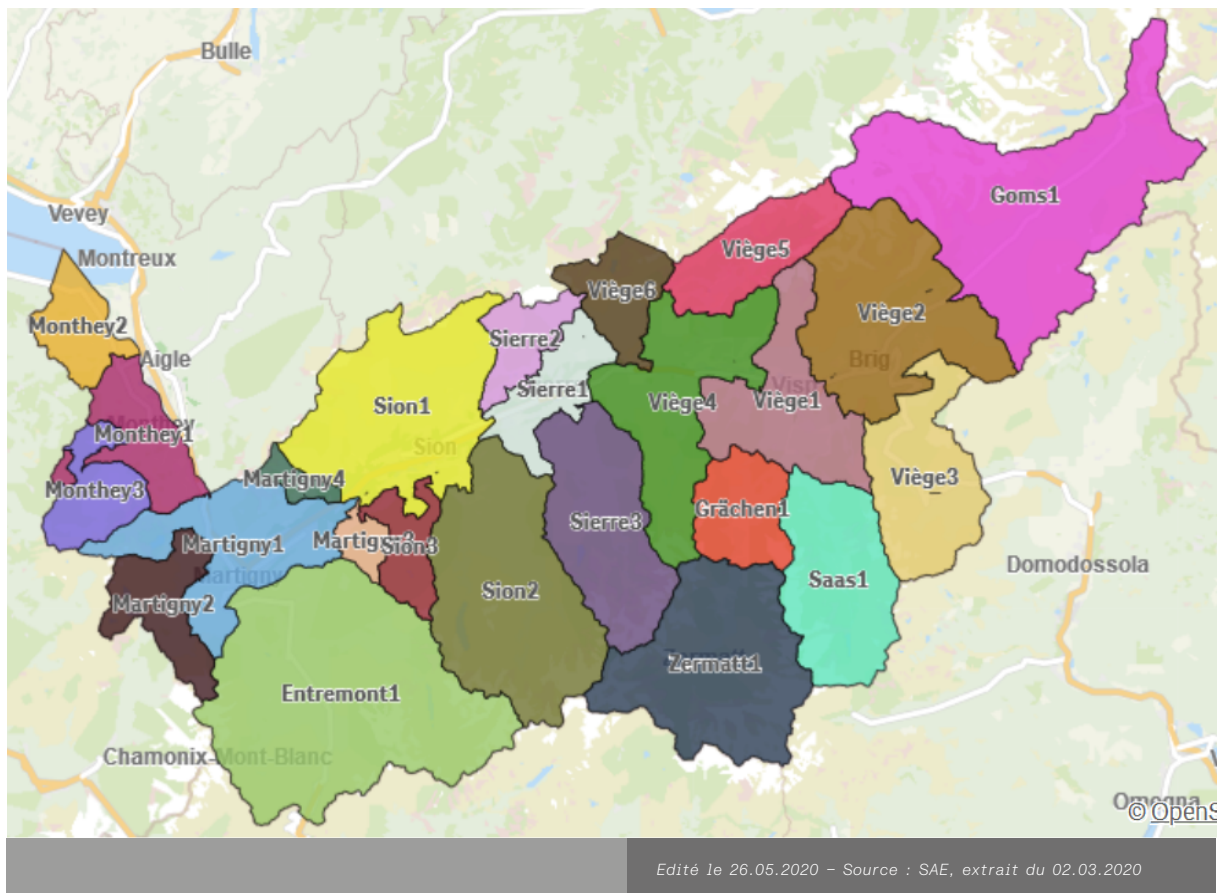 Bulle
Goms1
Vevey
Viège5
Montreux
Viège6
Viège2
Monthey2
Sierre2
Aigle
Brig
Sierre1
Viège4
Viège1
Sion1
Monthey1
Sion
Martigny4
Viège3
Monthey3
Grächen1
Sierre3
Martigny1
Sion3
Domodossola
Martigny
Saas1
Sion2
Martigny2
Zermatt1
Entremont1
Chamonix-Mont-Blanc
© OpenS
Edité le 26.05.2020 – Source : SAE, extrait du 02.03.2020